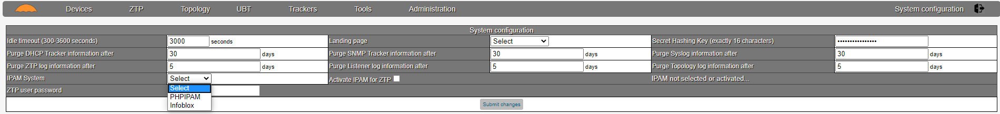 Devices ZTP Topology UBT Trackers Tools Administration System configuration
System configuration
Idle timeout (300-3600 seconds) 3000 seconds Landing page Select Secret Hashing Key (exactly 16 characters) ••••••••••••••••
Purge DHCP Tracker information after 30 days Purge SNMP Tracker information after 30 days Purge Syslog information after 30 days
Purge ZTP log information after 5 days Purge Listener log information after 5 days Purge Topology log information after 5 days
IPAM System Select Activate IPAM for ZTP IPAM not selected or activated...
ZTP user password Select
PHPIPAM
Infoblox
Submit changes